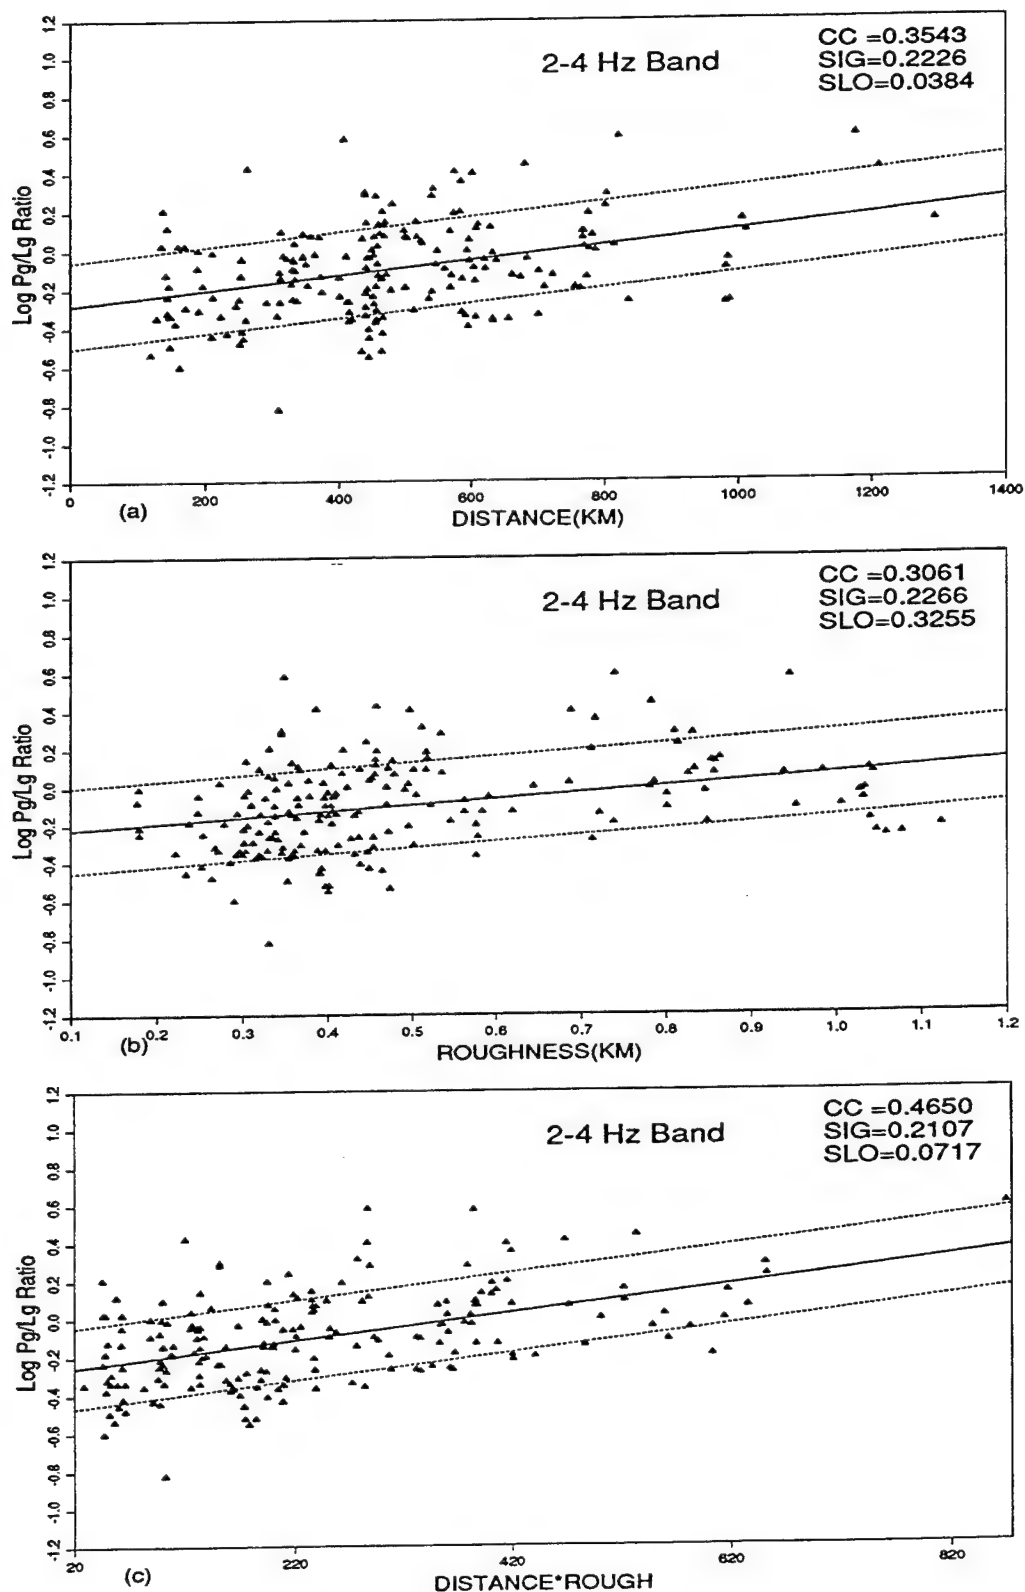 1.2
1.0
0.8
0.6
0.4
0.2
0.0
-0.2
-0.4
-0.6
-0.8
-1.0
-1.2
Log Pg/Lg Ratio
2-4 Hz Band
CC =0.3543
SIG=0.2226
SLO=0.0384
0 200 400 600 800 1000 1200 1400
(a) DISTANCE(KM)
1.2
1.0
0.8
0.6
0.4
0.2
0.0
-0.2
-0.4
-0.6
-0.8
-1.0
-1.2
Log Pg/Lg Ratio
2-4 Hz Band
CC =0.3061
SIG=0.2266
SLO=0.3255
0.1 0.2 0.3 0.4 0.5 0.6 0.7 0.8 0.9 1.0 1.1 1.2
(b) ROUGHNESS(KM)
1.2
1.0
0.8
0.6
0.4
0.2
0.0
-0.2
-0.4
-0.6
-0.8
-1.0
-1.2
Log Pg/Lg Ratio
2-4 Hz Band
CC =0.4650
SIG=0.2107
SLO=0.0717
20 220 420 620 820
(c) DISTANCE*ROUGH